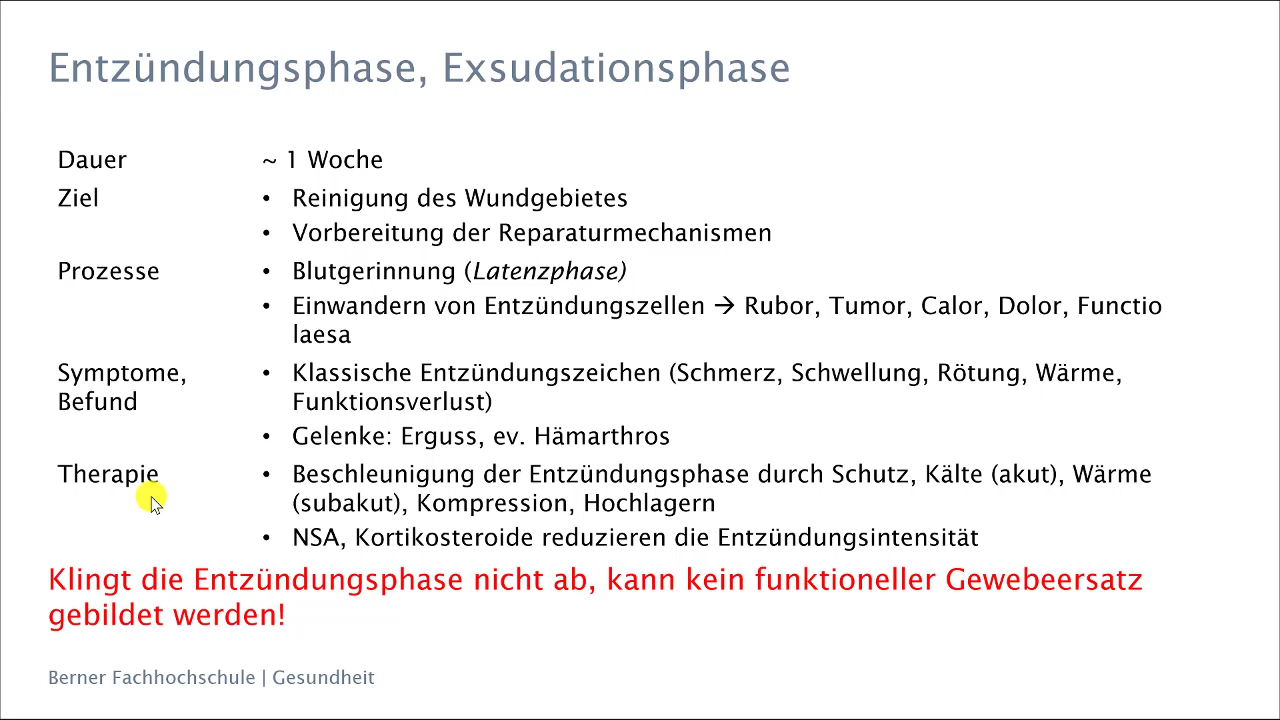 Entzündungsphase, Exsudationsphase
Dauer ~ 1 Woche
Ziel • Reinigung des Wundgebietes
• Vorbereitung der Reparaturmechanismen
Prozesse • Blutgerinnung (Latenzphase)
• Einwandern von Entzündungszellen → Rubor, Tumor, Calor, Dolor, Functio
laesa
Symptome, • Klassische Entzündungszeichen (Schmerz, Schwellung, Rötung, Wärme,
Befund Funktionsverlust)
• Gelenke: Erguss, ev. Hämarthros
Therapie • Beschleunigung der Entzündungsphase durch Schutz, Kälte (akut), Wärme
(subakut), Kompression, Hochlagern
• NSA, Kortikosteroide reduzieren die Entzündungsintensität
Klingt die Entzündungsphase nicht ab, kann kein funktioneller Gewebeersatz
gebildet werden!
Berner Fachhochschule | Gesundheit